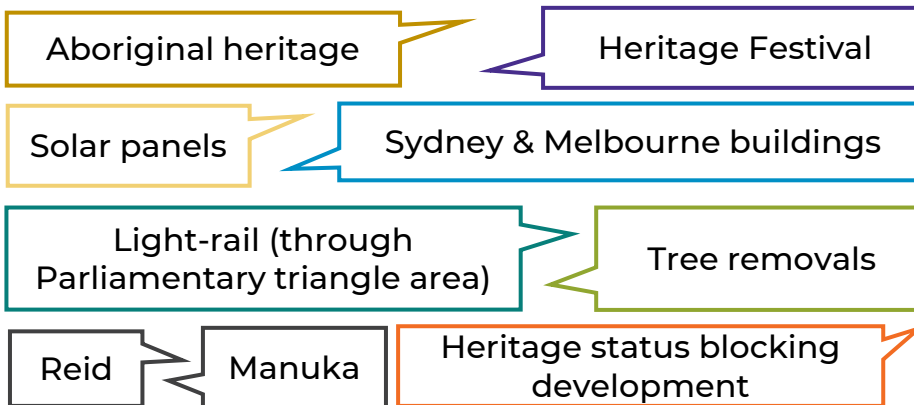 Aboriginal heritage
Heritage Festival
Solar panels
Sydney & Melbourne buildings
Light-rail (through
Parliamentary triangle area)
Tree removals
Reid
Manuka
Heritage status blocking
development